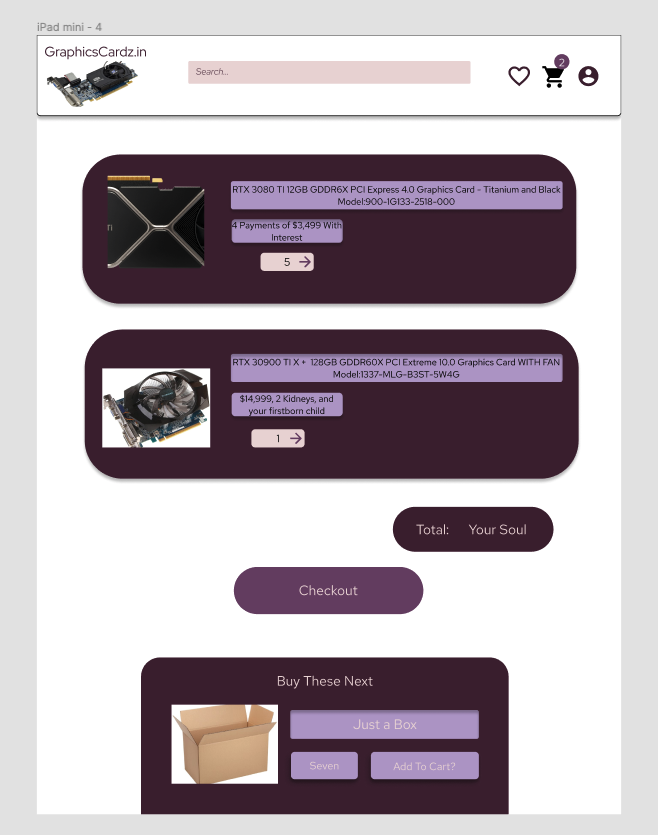 iPad mini - 4
GraphicsCardz.in
Search...
2
RTX 3080 TI 12GB GDDR6X PCI Express 4.0 Graphics Card - Titanium and Black
Model:900-1G133-2518-000
4 Payments of $3,499 With
Interest
5
RTX 30900 TI X + 128GB GDDR60X PCI Extreme 10.0 Graphics Card WITH FAN
Model:1337-MLG-B3ST-5W4G
$14,999, 2 Kidneys, and
your firstborn child
1
Total: Your Soul
Checkout
Buy These Next
Just a Box
Seven
Add To Cart?